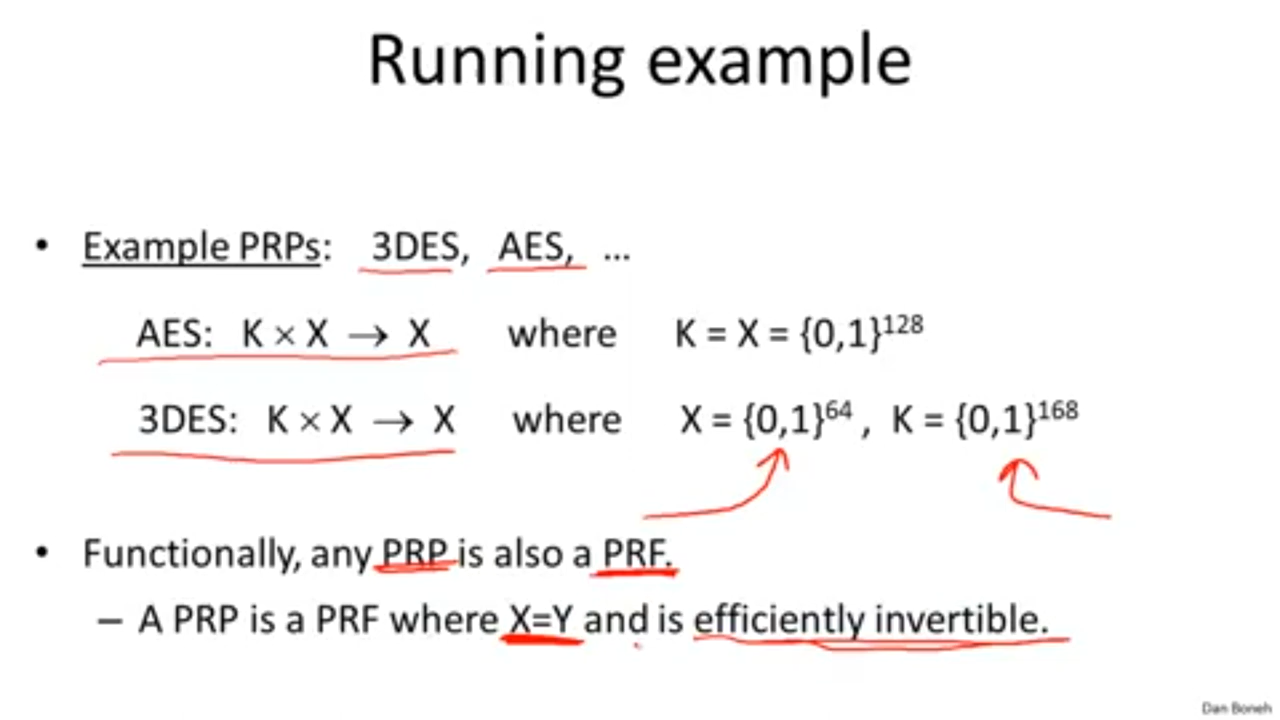 Running example
• Example PRPs: 3DES, AES, …
AES: K × X → X where K = X = {0,1}¹²⁸
3DES: K × X → X where X = {0,1}⁶⁴ , K = {0,1}¹⁶⁸
• Functionally, any PRP is also a PRF.
– A PRP is a PRF where X=Y and is efficiently invertible.
Dan Boneh